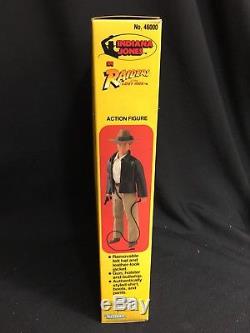 No. 46000
INDIANA
JONES
IN
RAIDERS
OF THE
LOST ARK
ACTION FIGURE
• Removable
felt hat and
leather-look
jacket
• Gun, holster
and bullwhip.
• Authentically
styled shirt,
boots, and
pants.
Kenner